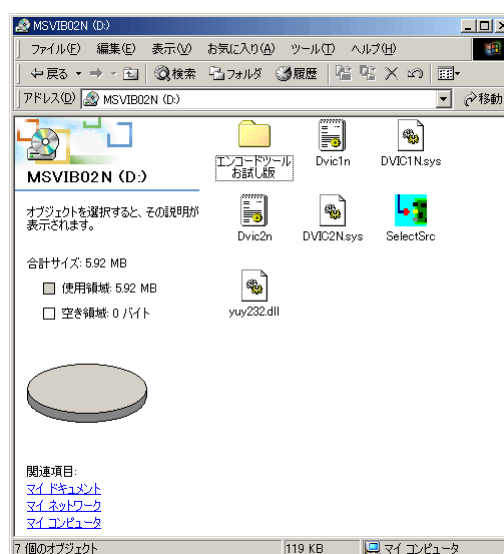 MSVIB02N (D:)
ファイル(F) 編集(E) 表示(V) お気に入り(A) ツール(T) ヘルプ(H)
戻る 検索 フォルダ 履歴
アドレス(D) MSVIB02N (D:) 移動
MSVIB02N (D:)
オブジェクトを選択すると、その説明が
表示されます。
合計サイズ: 5.92 MB
使用領域: 5.92 MB
空き領域: 0 バイト
関連項目:
マイ ドキュメント
マイ ネットワーク
マイ コンピュータ
エンコードツール
お試し版
Dvic1n
DVIC1N.sys
Dvic2n
DVIC2N.sys
SelectSrc
yuy232.dll
7 個のオブジェクト 119 KB マイ コンピュータ